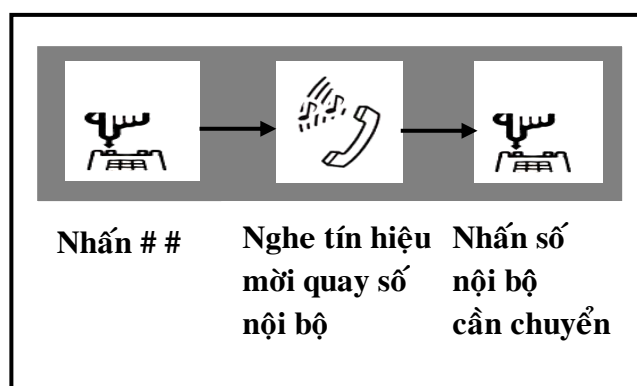 Nhấn # #
Nghe tín hiệu
mời quay số
nội bộ
Nhấn số
nội bộ
cần chuyển